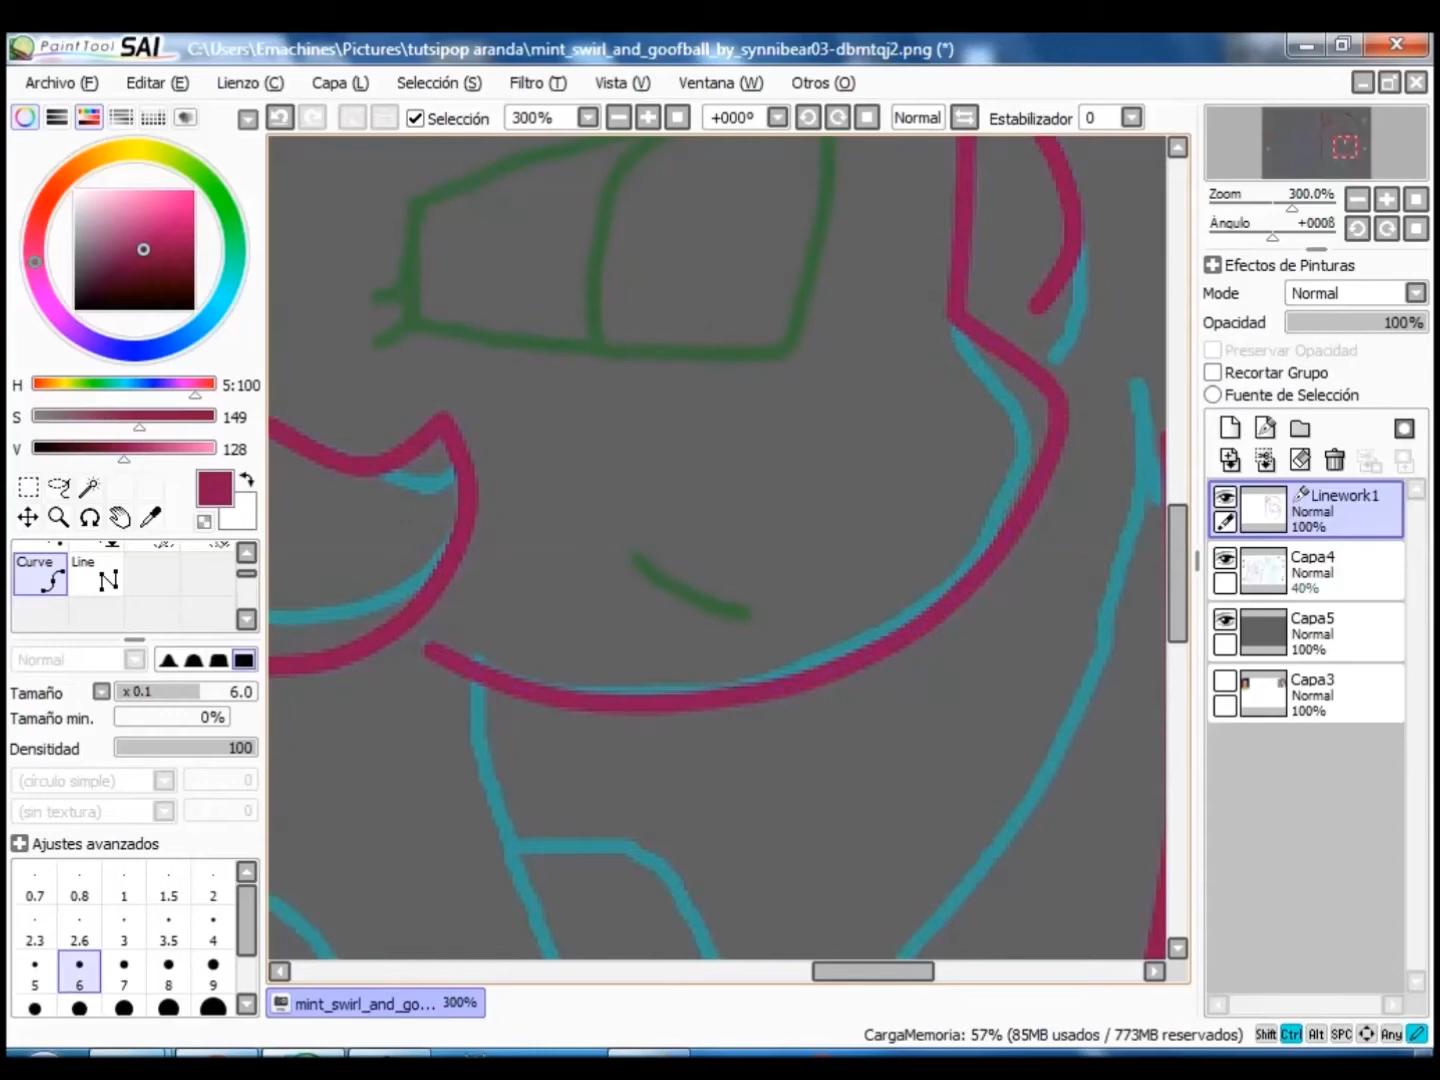 PaintTool SAI C:\Users\Emachines\Pictures\tutsipop aranda\mint_swirl_and_goofball_by_synnibear03-dbmtqj2.png (*)
Archivo (F) Editar (E) Lienzo (C) Capa (L) Selección (S) Filtro (T) Vista (V) Ventana (W) Otros (O)
Selección 300% +000º Normal Estabilizador 0
Zoom 300.0%
Ángulo +000ß
Efectos de Pinturas
Mode Normal
Opacidad 100%
Preservar Opacidad
Recortar Grupo
Fuente de Selección
H 5:100
S 149
V 128
Curve Line
Normal
Tamaño x 0.1 6.0
Tamaño min. 0%
Densitidad 100
(círculo simple) 0
(sin textura) 0
Ajustes avanzados
0.7 0.8 1 1.5 2
2.3 2.6 3 3.5 4
5 6 7 8 9
Linework1
Normal
100%
Capa4
Normal
40%
Capa5
Normal
100%
Capa3
Normal
100%
mint_swirl_and_go... 300%
CargaMemoria: 57% (85MB usados / 773MB reservados) Shift Ctrl Alt SPC Any